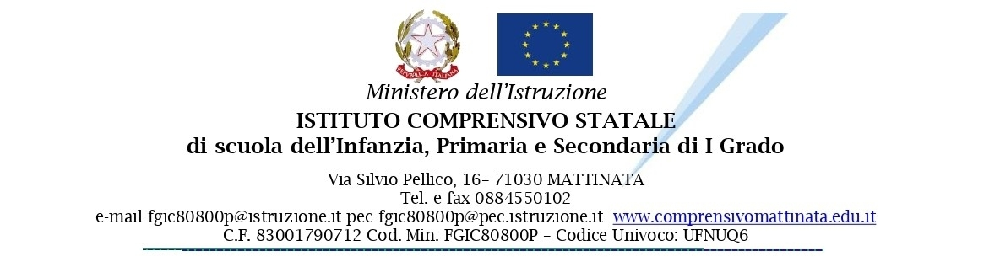 REPVBBLICA ITALIANA
Ministero dell'Istruzione
ISTITUTO COMPRENSIVO STATALE
di scuola dell'Infanzia, Primaria e Secondaria di I Grado
Via Silvio Pellico, 16– 71030 MATTINATA
Tel. e fax 0884550102
e-mail fgic80800p@istruzione.it pec fgic80800p@pec.istruzione.it www.comprensivomattinata.edu.it
C.F. 83001790712 Cod. Min. FGIC80800P – Codice Univoco: UFNUQ6